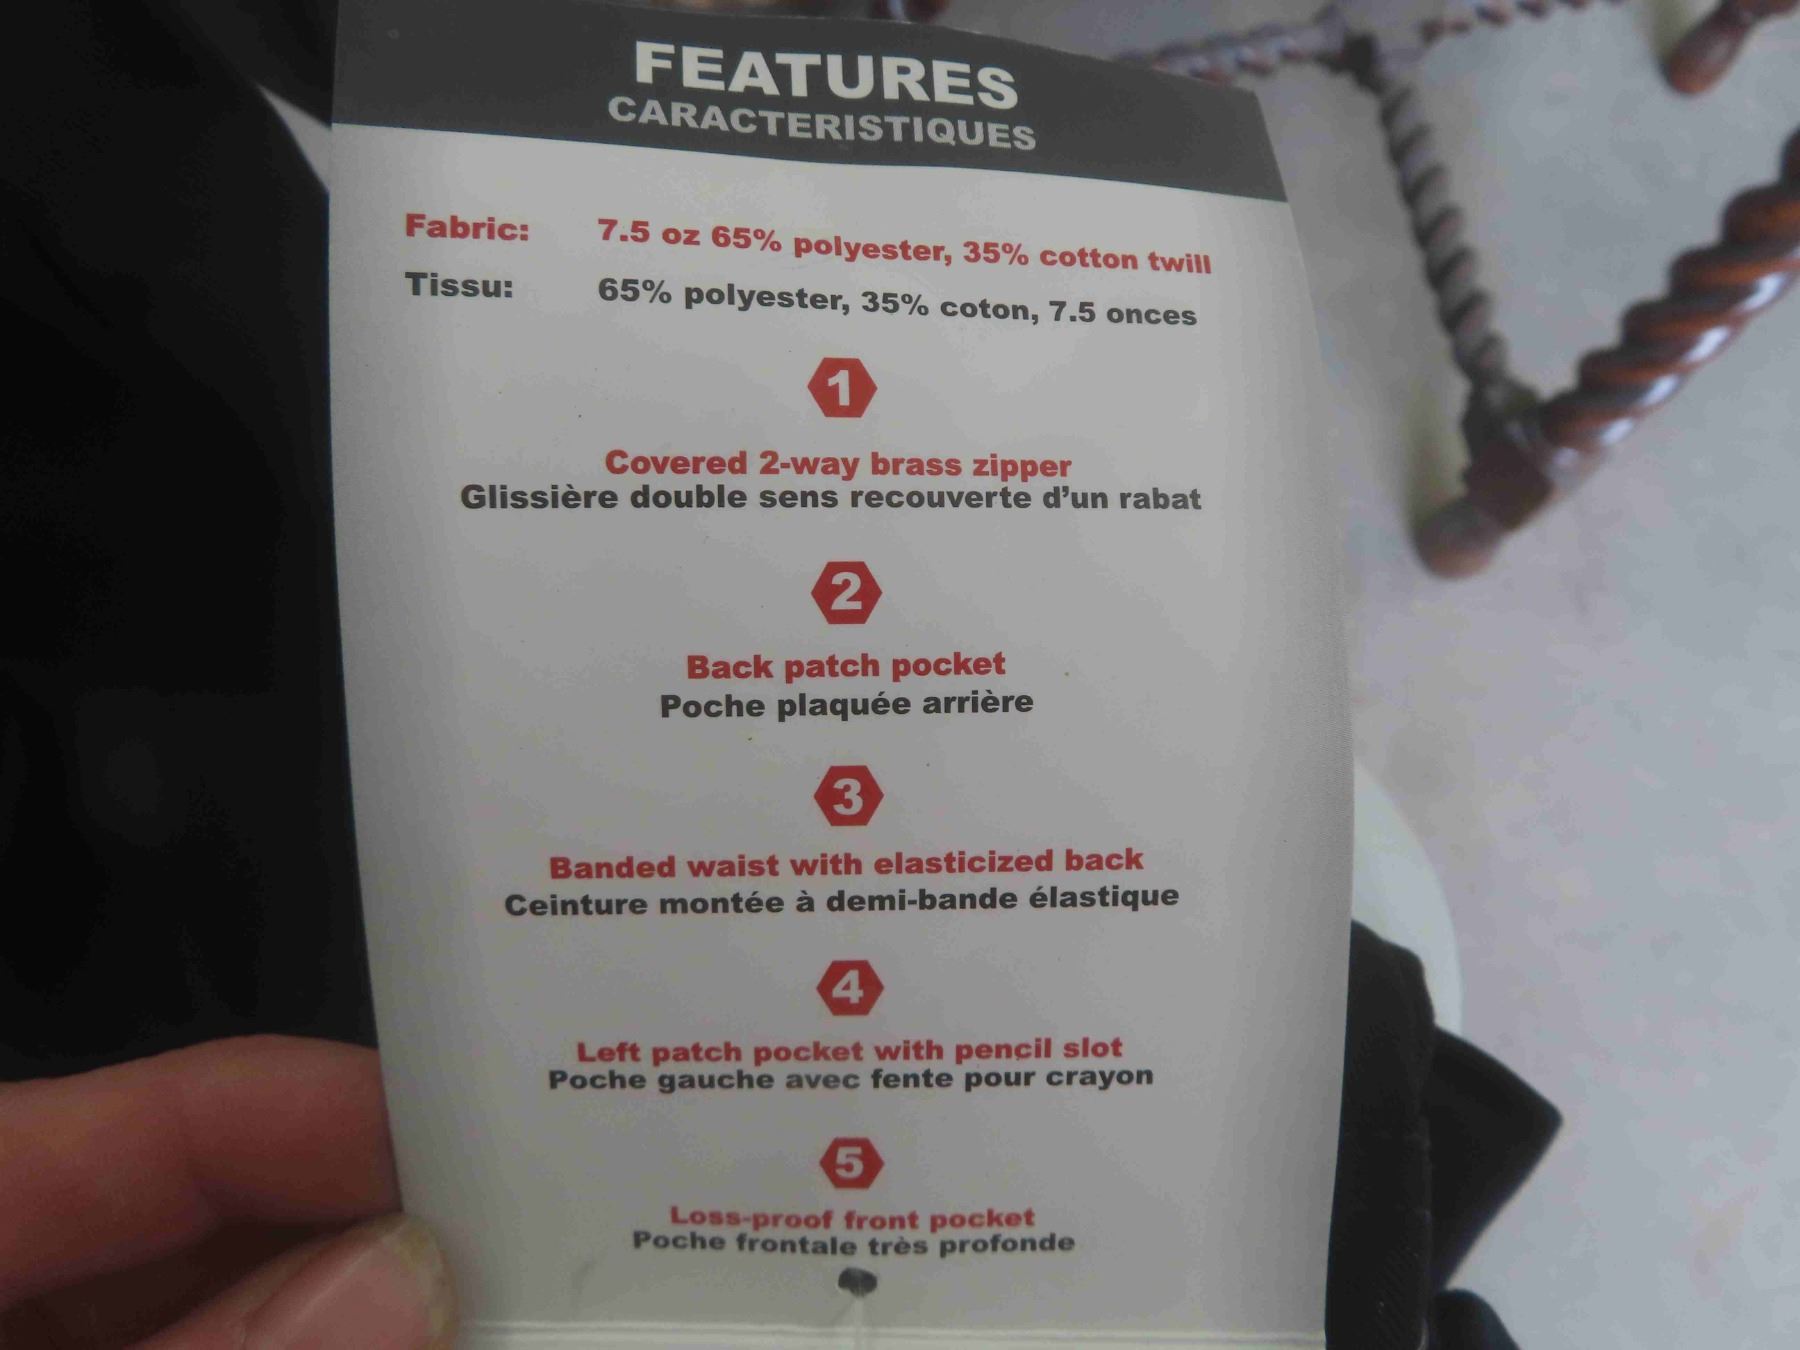 FEATURES
CARACTERISTIQUES
Fabric: 7.5 oz 65% polyester, 35% cotton twill
Tissu: 65% polyester, 35% coton, 7.5 onces
1
Covered 2-way brass zipper
Glissière double sens recouverte d'un rabat
2
Back patch pocket
Poche plaquée arrière
3
Banded waist with elasticized back
Ceinture montée à demi-bande élastique
4
Left patch pocket with pencil slot
Poche gauche avec fente pour crayon
5
Loss-proof front pocket
Poche frontale très profonde